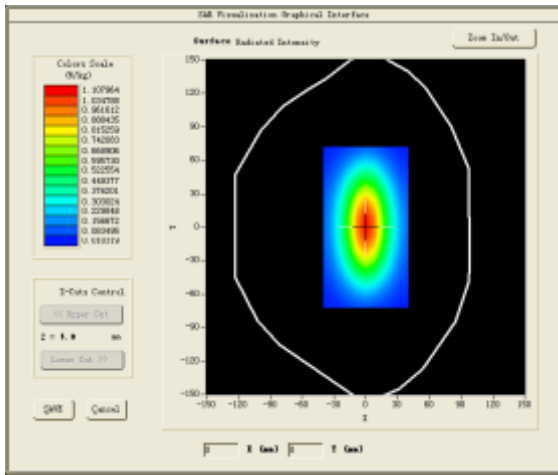 SAR Visualisation Graphical Interface
Surface Radiated Intensity
Zoom In/Out
Colors Scale
(W/kg)
1.107964
1.034788
0.961612
0.888435
0.815259
0.742083
0.668906
0.595730
0.522554
0.449377
0.376201
0.303024
0.229848
0.156672
0.083495
0.010319
Z-Cuts Control
<< Upper Cut
Z = 4.0 mm
Lower Cut >>
SAVE Cancel
150
120
90
60
30
0
-30
-60
-90
-120
-150
Y
-150 -120 -90 -60 -30 0 30 60 90 120 150
X
X (mm) Y (mm)